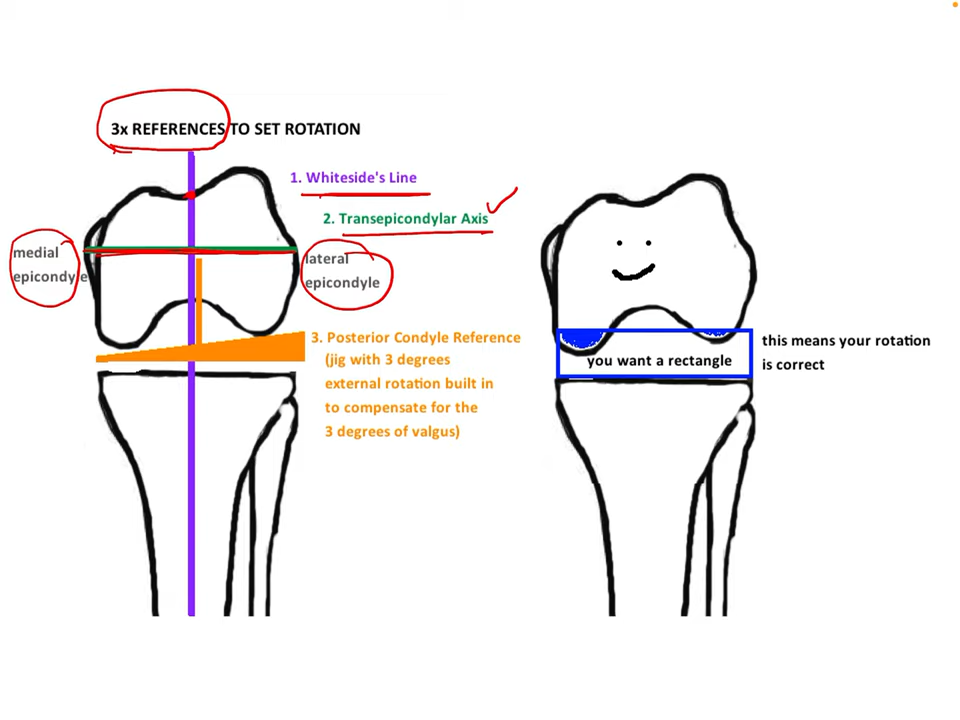 3x REFERENCES TO SET ROTATION
1. Whiteside's Line
2. Transepicondylar Axis
medial
epicondyle
lateral
epicondyle
3. Posterior Condyle Reference
(jig with 3 degrees
external rotation built in
to compensate for the
3 degrees of valgus)
you want a rectangle
this means your rotation
is correct